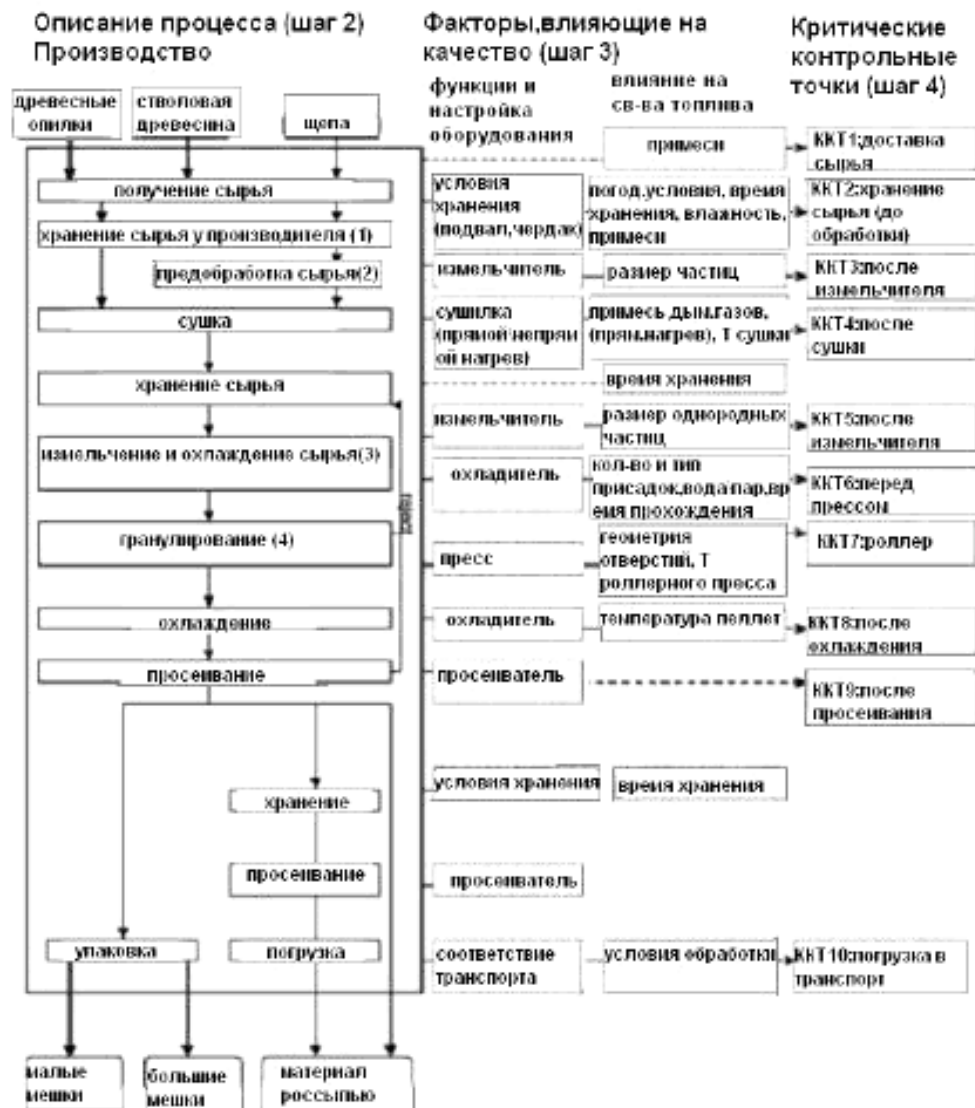 Описание процесса (шаг 2)
Производство
Факторы,влияющие на
качество (шаг 3)
Критические
контрольные
точки (шаг 4)
функции и
настройка
оборудования
влияние на
св-ва топлива
древесные
опилки
стволовая
древесина
щепа
примеси
ККТ1:доставка
сырья
получение сырья
условия
хранения
(подвал,чердак)
погод.условия, время
хранения, влажность,
примеси
ККТ2:хранение
сырья (до
обработки)
хранение сырья у производителя (1)
предобработка сырья(2)
измельчитель
размер частиц
ККТ3:после
измельчителя
сушка
сушилка
(прямой\непрям
ой нагрев)
примесь дым.газов,
(прям.нагрев), Т сушки
ККТ4:после
сушки
хранение сырья
время хранения
измельчитель
размер однородных
частиц
ККТ5:после
измельчителя
измельчение и охлаждение сырья(3)
охладитель
кол-во и тип
присадок,вода\пар,вр
емя прохождения
ККТ6:перед
прессом
reject
гранулирование (4)
пресс
геометрия
отверстий, Т
роллерного пресса
ККТ7:роллер
охлаждение
охладитель
температура пеллет
ККТ8:после
охлаждения
просеивание
просеиватель
ККТ9:после
просеивания
хранение
условия хранения
время хранения
просеивание
просеиватель
упаковка
погрузка
соответствие
транспорта
условия обработки
ККТ10:погрузка в
транспорт
малые
мешки
большие
мешки
материал
россыпью